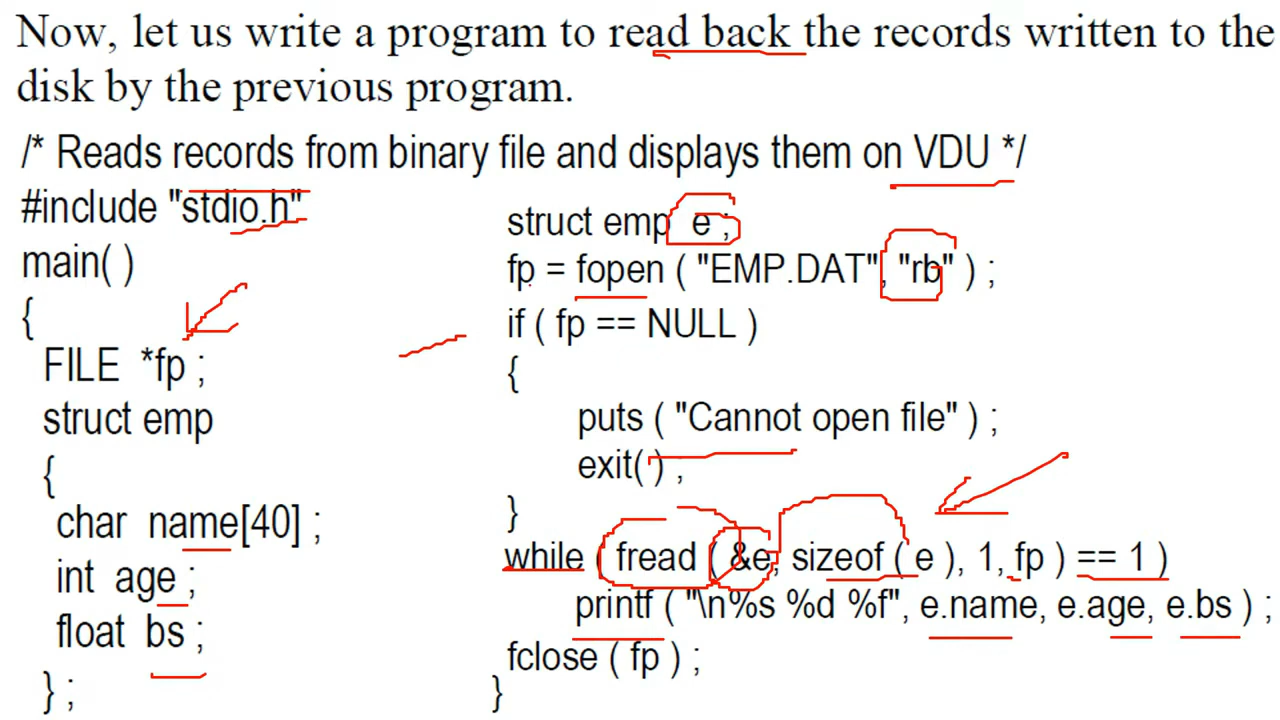 Now, let us write a program to read back the records written to the
disk by the previous program.
/* Reads records from binary file and displays them on VDU */
#include "stdio.h"
main( )
{
FILE *fp ;
struct emp
{
char name[40] ;
int age ;
float bs ;
} ;
struct emp e ;
fp = fopen ( "EMP.DAT", "rb" ) ;
if ( fp == NULL )
{
puts ( "Cannot open file" ) ;
exit( ) ;
}
while ( fread ( &e, sizeof ( e ), 1, fp ) == 1 )
printf ( "\n%s %d %f", e.name, e.age, e.bs ) ;
fclose ( fp ) ;
}